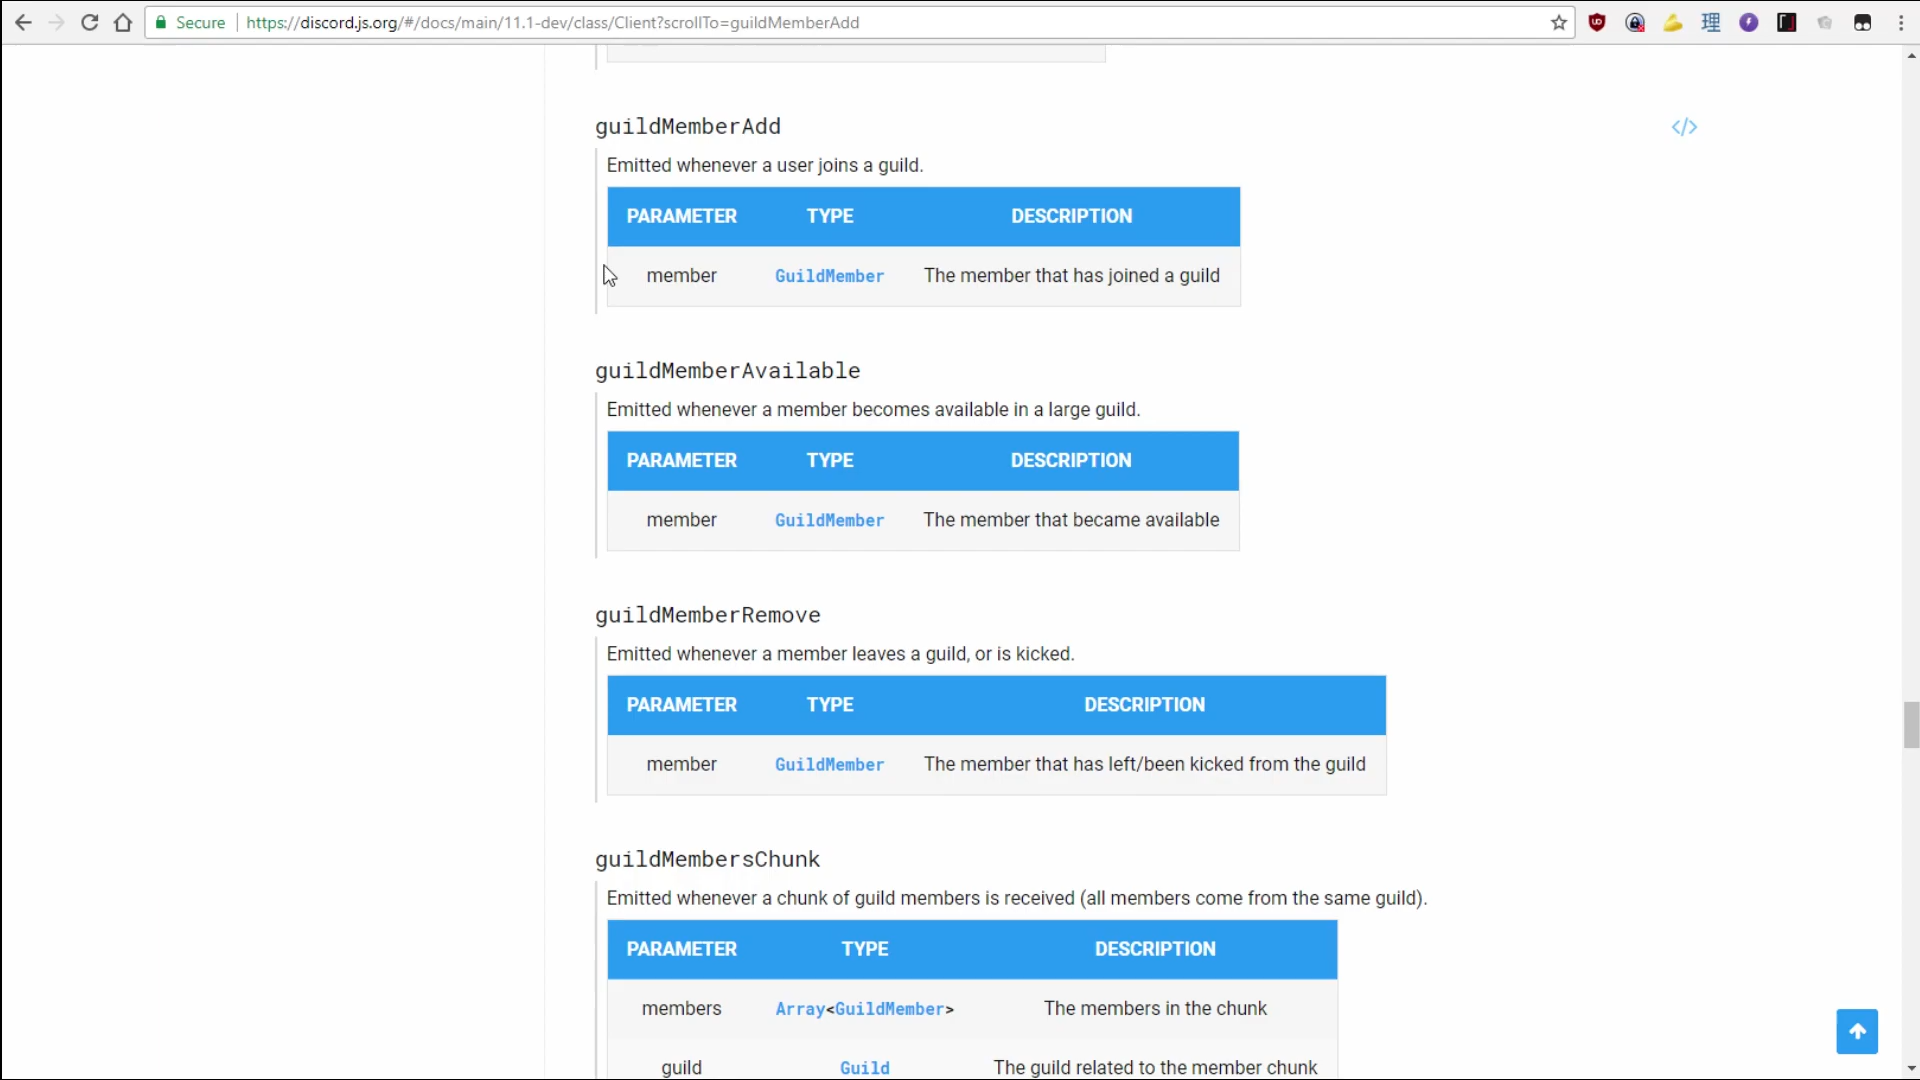 Secure https://discord.js.org/#/docs/main/11.1-dev/class/Client?scrollTo=guildMemberAdd 理
guildMemberAdd </>
Emitted whenever a user joins a guild.
PARAMETER TYPE DESCRIPTION
member GuildMember The member that has joined a guild
guildMemberAvailable
Emitted whenever a member becomes available in a large guild.
PARAMETER TYPE DESCRIPTION
member GuildMember The member that became available
guildMemberRemove
Emitted whenever a member leaves a guild, or is kicked.
PARAMETER TYPE DESCRIPTION
member GuildMember The member that has left/been kicked from the guild
guildMembersChunk
Emitted whenever a chunk of guild members is received (all members come from the same guild).
PARAMETER TYPE DESCRIPTION
members Array<GuildMember> The members in the chunk
guild Guild The guild related to the member chunk